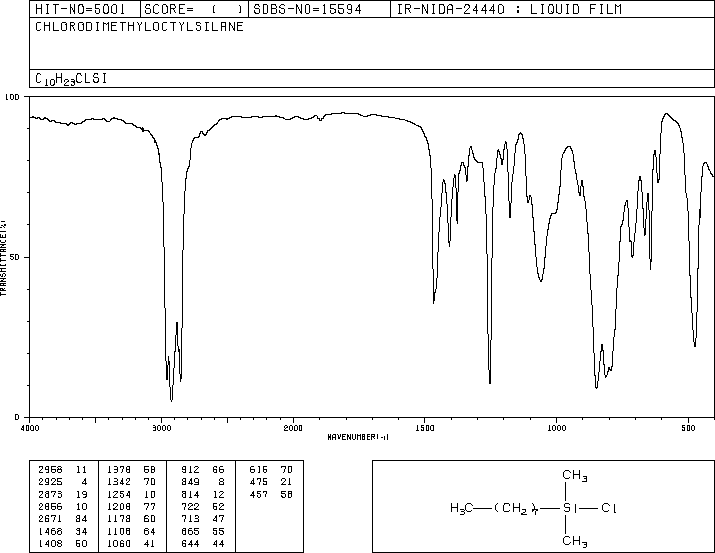 HIT-NO=5001 SCORE= ( ) SDBS-NO=15594 IR-NIDA-24440 : LIQUID FILM
CHLORODIMETHYLOCTYLSILANE
C10H23CLSI
100
50
0
TRANSMITTANCE(%)
4000 3000 2000 1500 1000 500
WAVENUMBER(-1)
2958 11 1378 58 912 66 616 70
2925 4 1342 70 849 8 475 21
2873 19 1254 10 814 12 457 58
2856 10 1208 77 722 52
2671 84 1178 60 713 47
1466 34 1108 64 665 55
1408 50 1060 41 644 44
CH3
H3C—(CH2)7—Si—Cl
CH3